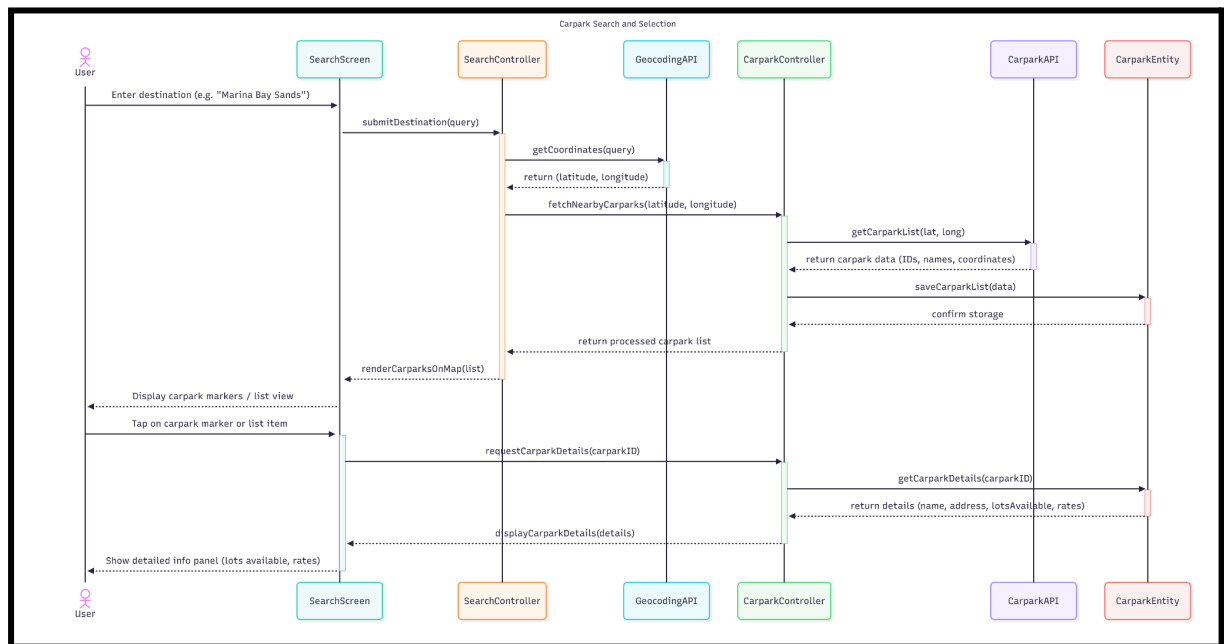 Carpark Search and Selection
User
SearchScreen
SearchController
GeocodingAPI
CarparkController
CarparkAPI
CarparkEntity
Enter destination (e.g. "Marina Bay Sands")
submitDestination(query)
getCoordinates(query)
return (latitude, longitude)
fetchNearbyCarparks(latitude, longitude)
getCarparkList(lat, long)
return carpark data (IDs, names, coordinates)
saveCarparkList(data)
confirm storage
return processed carpark list
renderCarparksOnMap(list)
Display carpark markers / list view
Tap on carpark marker or list item
requestCarparkDetails(carparkID)
getCarparkDetails(carparkID)
return details (name, address, lotsAvailable, rates)
displayCarparkDetails(details)
Show detailed info panel (lots available, rates)
User
SearchScreen
SearchController
GeocodingAPI
CarparkController
CarparkAPI
CarparkEntity